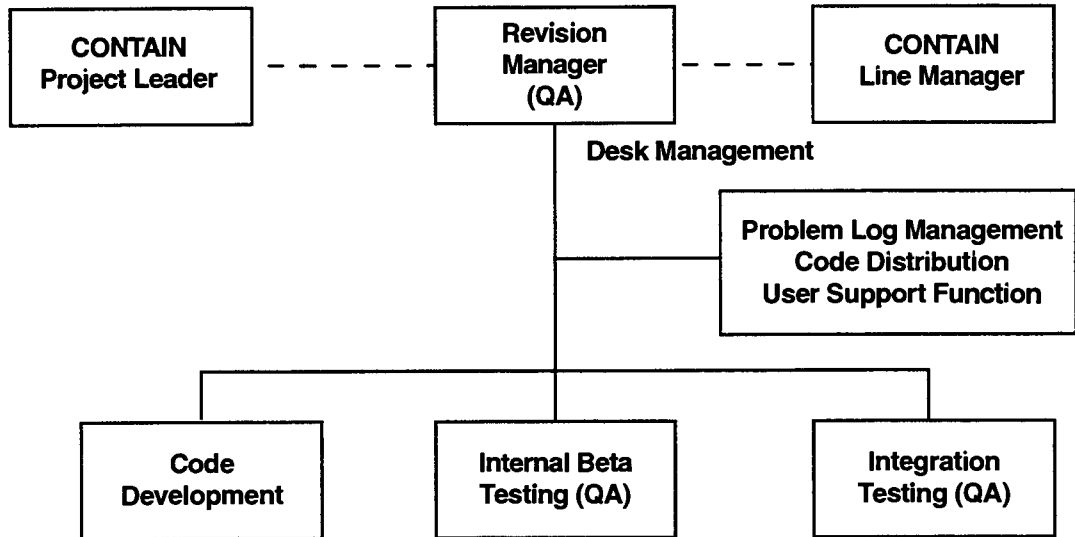 CONTAIN
Project Leader
Revision
Manager
(QA)
CONTAIN
Line Manager
Desk Management
Problem Log Management
Code Distribution
User Support Function
Code
Development
Internal Beta
Testing (QA)
Integration
Testing (QA)